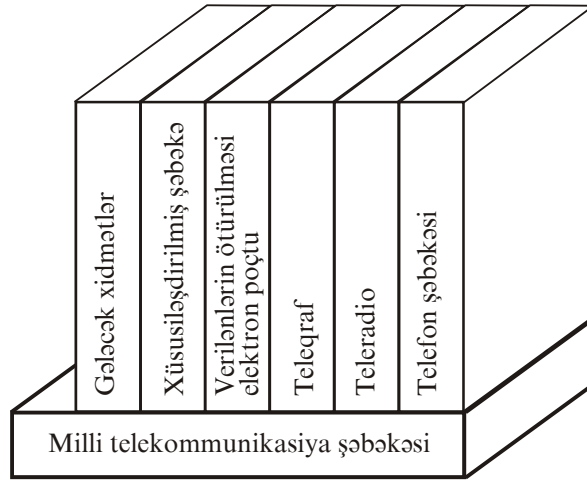 Gələcək xidmətlər
Xüsusiləşdirilmiş şəbəkə
Verilənlərin ötürülməsi
elektron poçtu
Teleqraf
Teleradio
Telefon şəbəkəsi
Milli telekommunikasiya şəbəkəsi